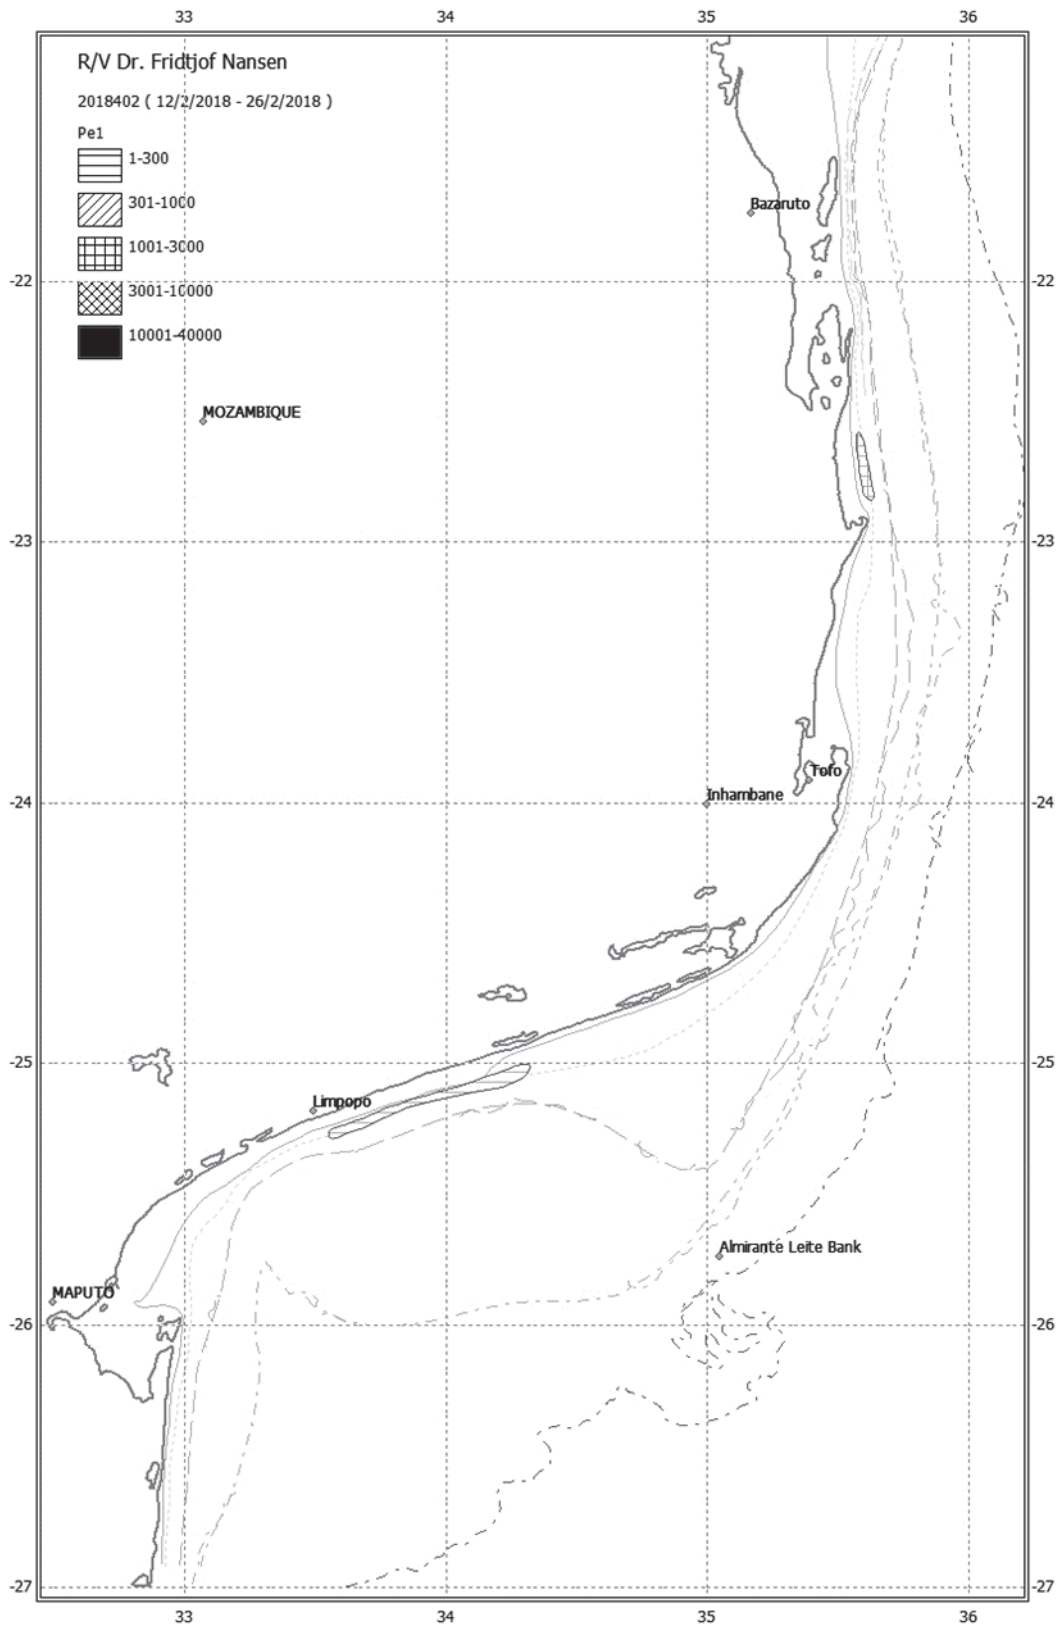 33 34 35 36
R/V Dr. Fridtjof Nansen
2018402 ( 12/2/2018 - 26/2/2018 )
Pe1
1-300
301-1000
1001-3000
3001-10000
10001-40000
Bazaruto
-22 -22
MOZAMBIQUE
-23 -23
Tofo
Inhambane
-24 -24
-25 -25
Limpopo
Almirante Leite Bank
MAPUTO
-26 -26
-27 -27
33 34 35 36